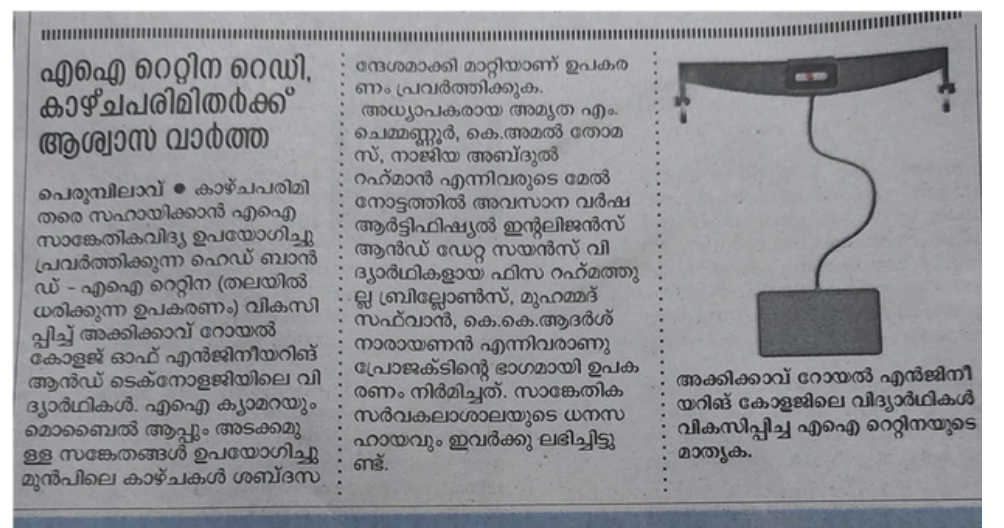 എഐ റെറ്റിന റെഡി,
കാഴ്ചപരിമിതർക്ക്
ആശ്വാസ വാർത്ത
പെരുമ്പിലാവ് ● കാഴ്ചപരിമി
തരെ സഹായിക്കാൻ എഐ
സാങ്കേതികവിദ്യ ഉപയോഗിച്ചു
പ്രവർത്തിക്കുന്ന ഹെഡ് ബാൻ
ഡ് – എഐ റെറ്റിന (തലയിൽ
ധരിക്കുന്ന ഉപകരണം) വികസി
പ്പിച്ച് അക്കിക്കാവ് റോയൽ
കോളജ് ഓഫ് എൻജിനീയറിങ്
ആൻഡ് ടെക്നോളജിയിലെ വി
ദ്യാർഥികൾ. എഐ ക്യാമറയും
മൊബൈൽ ആപ്പും അടക്കമു
ള്ള സങ്കേതങ്ങൾ ഉപയോഗിച്ചു
മുൻപിലെ കാഴ്ചകൾ ശബ്ദസ
ന്ദേശമാക്കി മാറ്റിയാണ് ഉപകര
ണം പ്രവർത്തിക്കുക.
അധ്യാപകരായ അമൃത എം.
ചെമ്മണ്ണൂർ, കെ.അമൽ തോമ
സ്, നാജിയ അബ്ദുൽ
റഹ്മാൻ എന്നിവരുടെ മേൽ
നോട്ടത്തിൽ അവസാന വർഷ
ആർട്ടിഫിഷ്യൽ ഇന്റലിജൻസ്
ആൻഡ് ഡേറ്റ സയൻസ് വി
ദ്യാർഥികളായ ഫിസ റഹ്മത്തു
ല്ല ബ്രില്ലോൺസ്, മുഹമ്മദ്
സഫ്‌വാൻ, കെ.കെ.ആദർശ്
നാരായണൻ എന്നിവരാണു
പ്രോജക്ടിന്റെ ഭാഗമായി ഉപക
രണം നിർമിച്ചത്. സാങ്കേതിക
സർവകലാശാലയുടെ ധനസ
ഹായവും ഇവർക്കു ലഭിച്ചിട്ടു
ണ്ട്.
അക്കിക്കാവ് റോയൽ എൻജിനീ
യറിങ് കോളജിലെ വിദ്യാർഥികൾ
വികസിപ്പിച്ച എഐ റെറ്റിനയുടെ
മാതൃക.